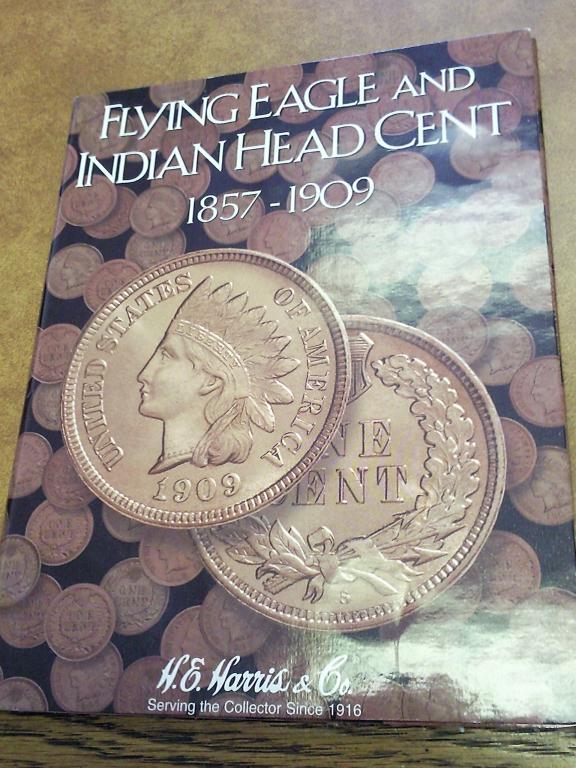 FLYING EAGLE AND
INDIAN HEAD CENT
1857 - 1909
UNITED STATES OF AMERICA
LIBERTY
1909
ONE
CENT
S
H.E. Harris & Co.
Serving the Collector Since 1916